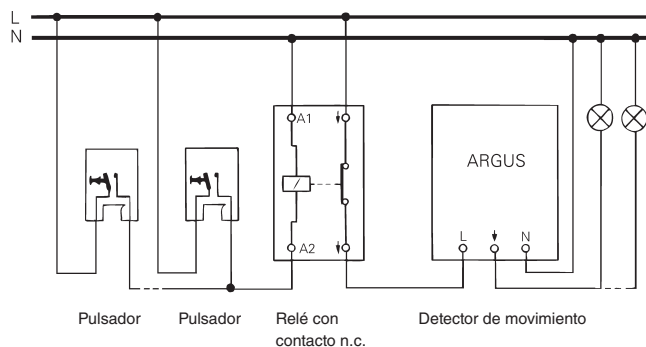 L
N
A1
ARGUS
A2
L
N
Pulsador
Pulsador
Relé con
contacto n.c.
Detector de movimiento